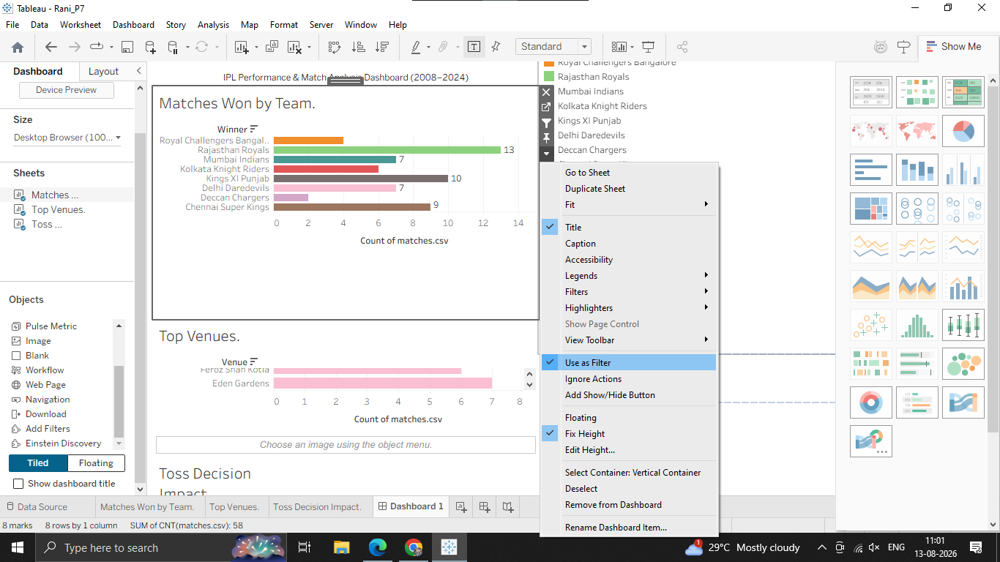 Tableau - Rani_P7
File Data Worksheet Dashboard Story Analysis Map Format Server Window Help
Standard
Show Me
Dashboard Layout
Device Preview
Size
Desktop Browser (100...
Sheets
Matches ...
Top Venues.
Toss ...
Objects
Pulse Metric
Image
Blank
Workflow
Web Page
Navigation
Download
Add Filters
Einstein Discovery
Tiled Floating
Show dashboard title
IPL Performance & Match Analysis Dashboard (2008–2024)
Matches Won by Team.
Winner
Royal Challengers Bangal..
Rajasthan Royals 13
Mumbai Indians 7
Kolkata Knight Riders
Kings XI Punjab 10
Delhi Daredevils 7
Deccan Chargers
Chennai Super Kings 9
0 2 4 6 8 10 12 14
Count of matches.csv
Top Venues.
Venue
Feroz Shah Kotla
Eden Gardens
0 1 2 3 4 5 6 7 8
Count of matches.csv
Choose an image using the object menu.
Toss Decision
Impact
Royal Challengers Bangalore
Rajasthan Royals
Mumbai Indians
Kolkata Knight Riders
Kings XI Punjab
Delhi Daredevils
Deccan Chargers
Go to Sheet
Duplicate Sheet
Fit
Title
Caption
Accessibility
Legends
Filters
Highlighters
Show Page Control
View Toolbar
Use as Filter
Ignore Actions
Add Show/Hide Button
Floating
Fix Height
Edit Height...
Select Container: Vertical Container
Deselect
Remove from Dashboard
Rename Dashboard Item...
Data Source Matches Won by Team. Top Venues. Toss Decision Impact. Dashboard 1
8 marks 8 rows by 1 column SUM of CNT(matches.csv): 58
Type here to search
1
29°C Mostly cloudy
ENG
11:01
13-08-2026